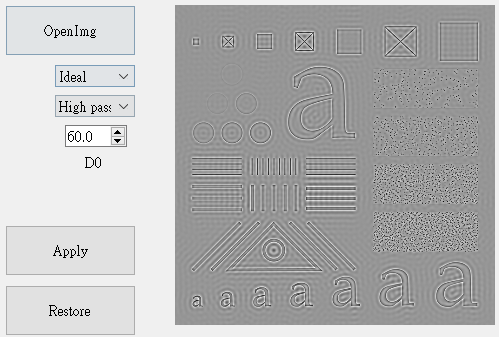 OpenImg
Ideal
High pass
60.0
D0
Apply
Restore
a
a a a a a a a